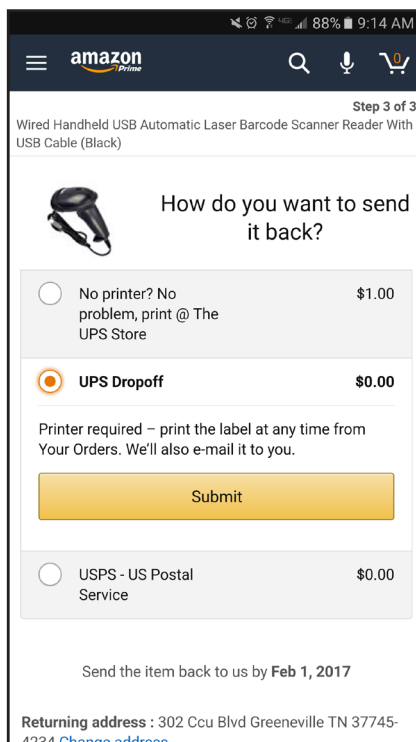 88% 9:14 AM
amazon
Prime
0
Step 3 of 3
Wired Handheld USB Automatic Laser Barcode Scanner Reader With
USB Cable (Black)
How do you want to send
it back?
No printer? No $1.00
problem, print @ The
UPS Store
UPS Dropoff $0.00
Printer required – print the label at any time from
Your Orders. We'll also e-mail it to you.
Submit
USPS - US Postal $0.00
Service
Send the item back to us by Feb 1, 2017
Returning address : 302 Ccu Blvd Greeneville TN 37745-
4234 Change address